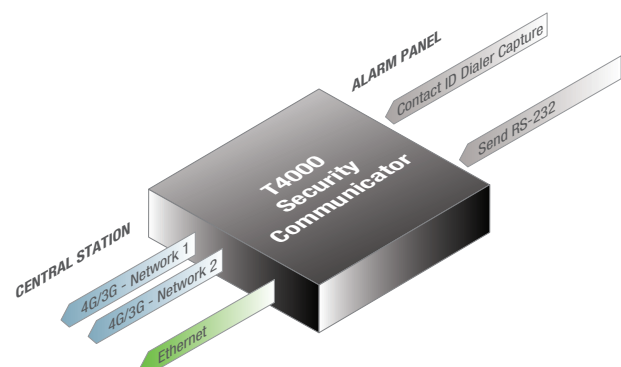 ALARM PANEL
Contact ID Dialer Capture
Send RS-232
T4000
Security
Communicator
CENTRAL STATION
4G/3G - Network 1
4G/3G - Network 2
Ethernet